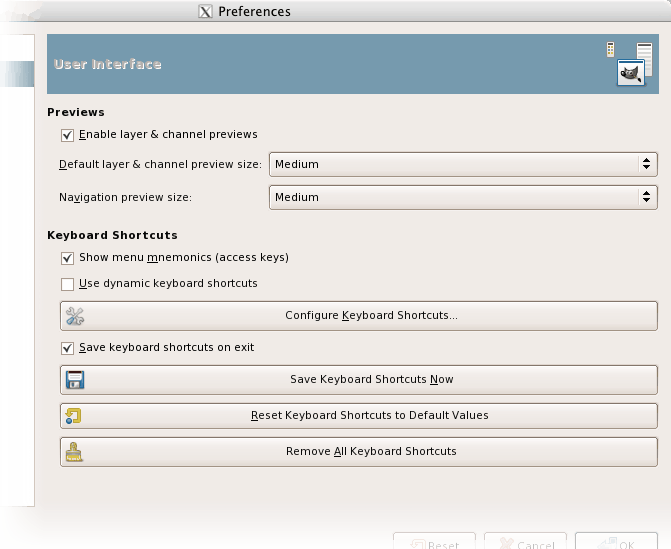 Preferences
User Interface
Previews
Enable layer & channel previews
Default layer & channel preview size: Medium
Navigation preview size: Medium
Keyboard Shortcuts
Show menu mnemonics (access keys)
Use dynamic keyboard shortcuts
Configure Keyboard Shortcuts...
Save keyboard shortcuts on exit
Save Keyboard Shortcuts Now
Reset Keyboard Shortcuts to Default Values
Remove All Keyboard Shortcuts
Reset Cancel OK